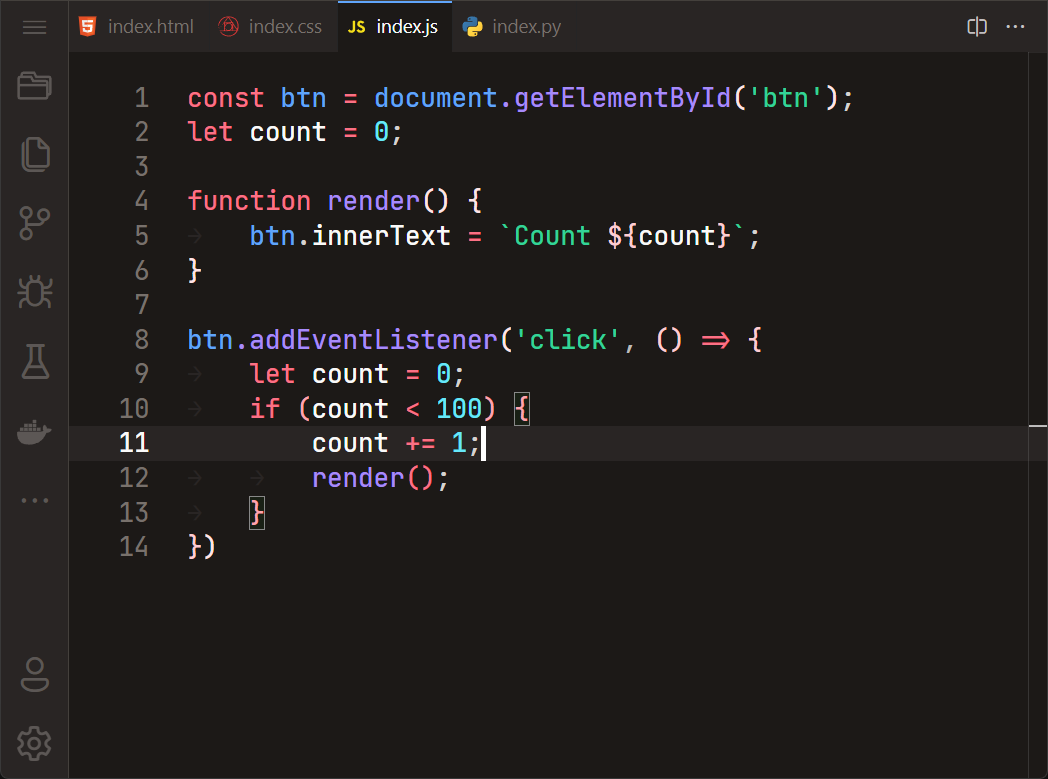 index.html index.css JS index.js index.py
1 const btn = document.getElementById('btn');
2 let count = 0;
3
4 function render() {
5 btn.innerText = `Count ${count}`;
6 }
7
8 btn.addEventListener('click', () => {
9 let count = 0;
10 if (count < 100) {
11 count += 1;
12 render();
13 }
14 })